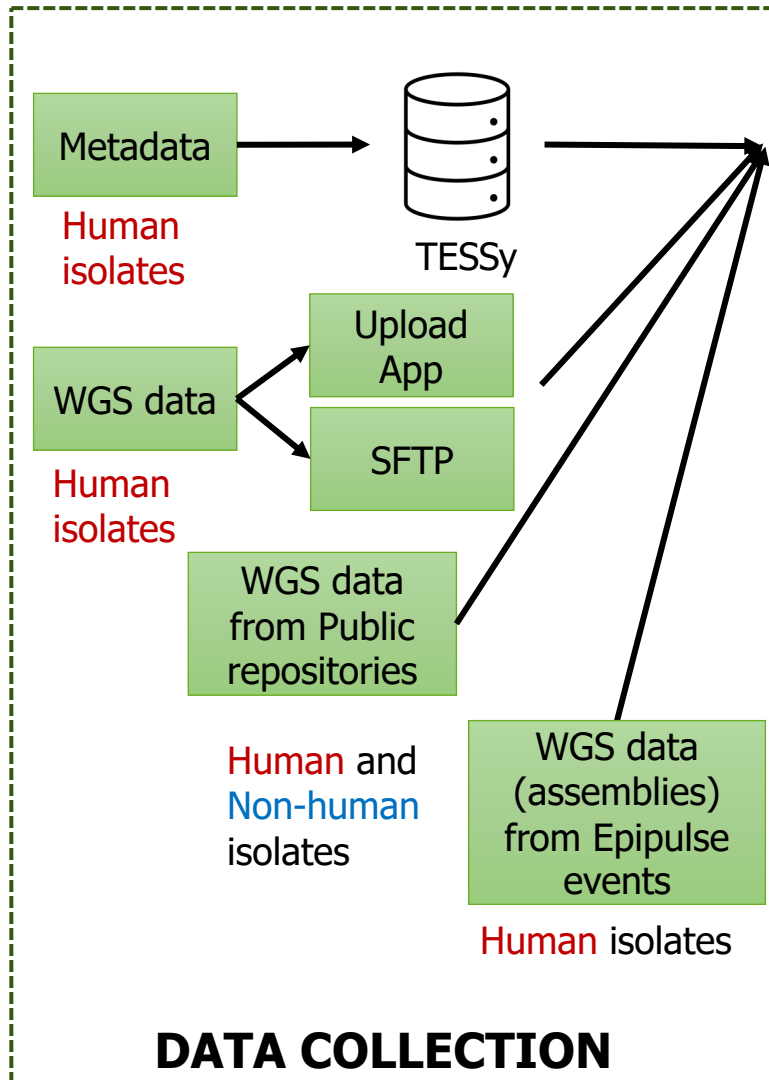 Metadata
Human
isolates
TESSy
Upload
App
WGS data
SFTP
Human
isolates
WGS data
from Public
repositories
Human and
Non-human
isolates
WGS data
(assemblies)
from Epipulse
events
Human isolates
DATA COLLECTION